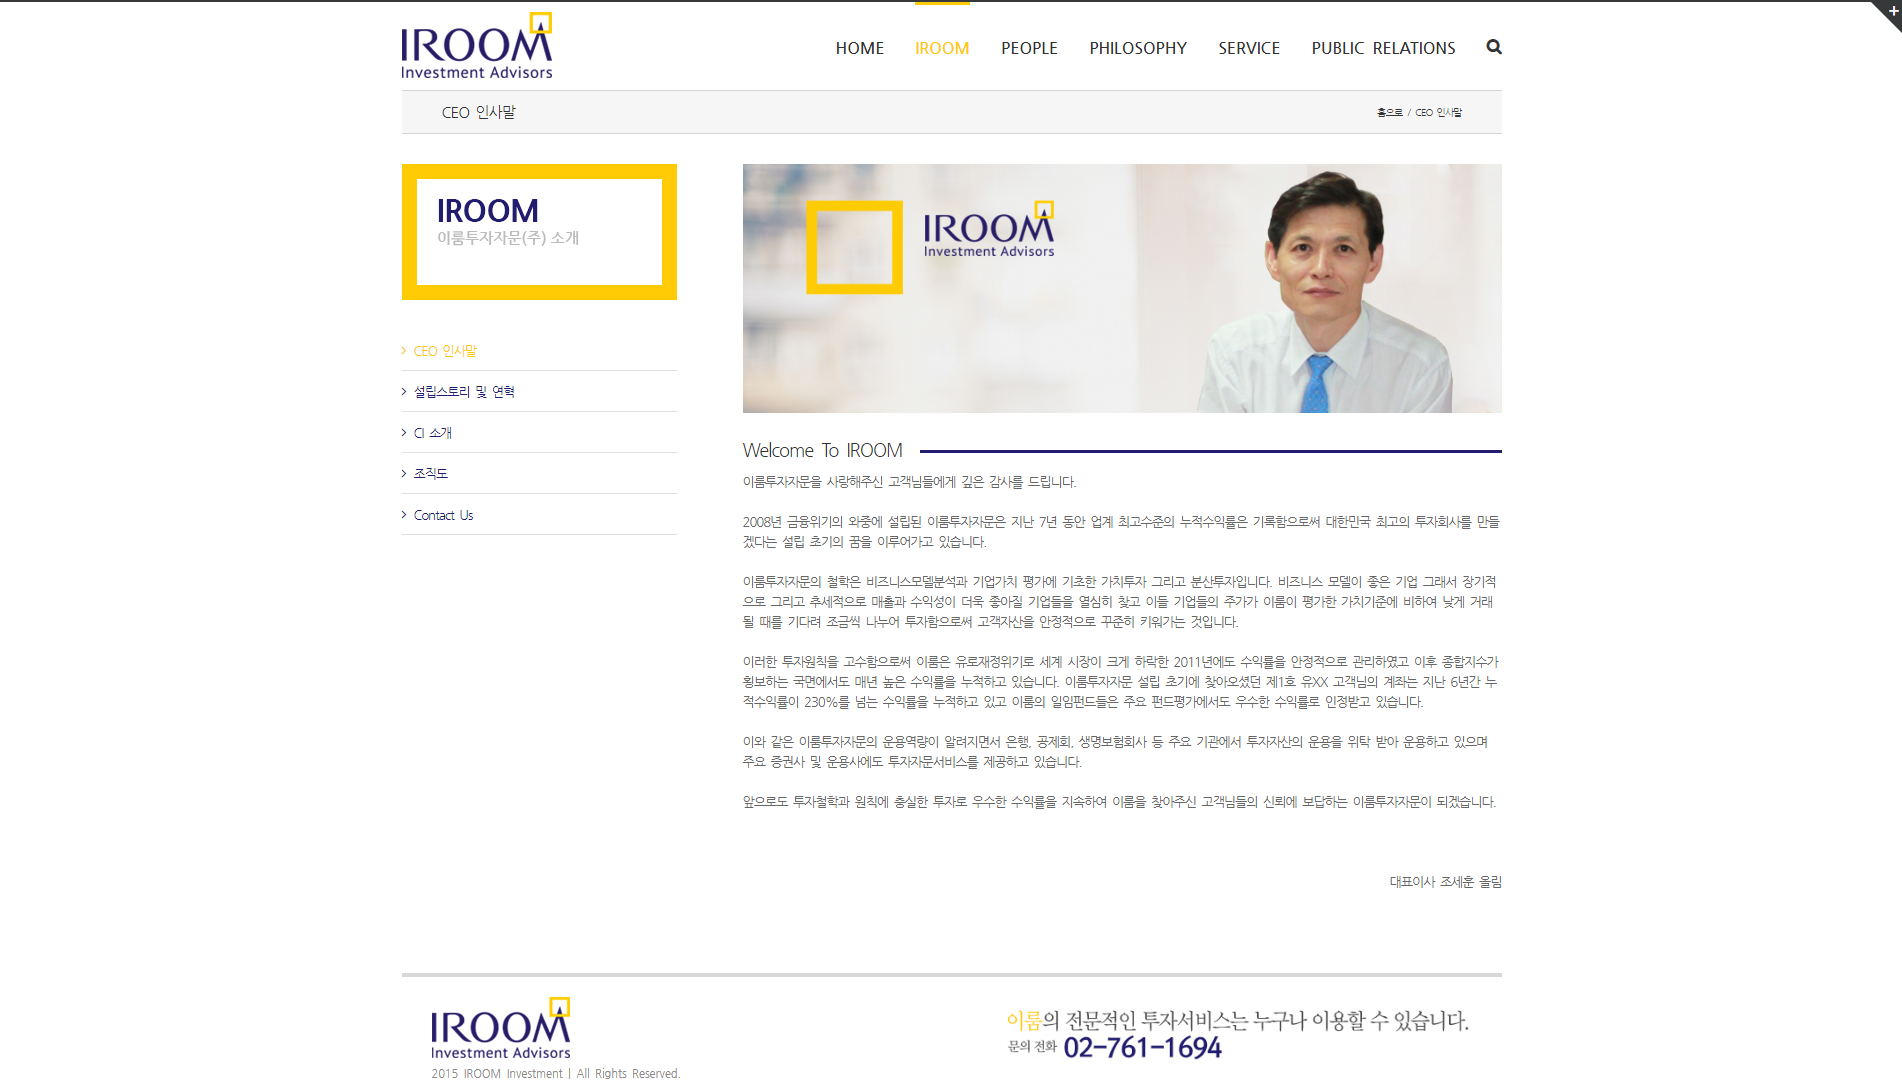 IROOM
Investment Advisors
HOME IROOM PEOPLE PHILOSOPHY SERVICE PUBLIC RELATIONS
CEO 인사말
홈으로 / CEO 인사말
IROOM
이룸투자자문(주) 소개
CEO 인사말
설립스토리 및 연혁
CI 소개
조직도
Contact Us
IROOM
Investment Advisors
Welcome To IROOM
이룸투자자문을 사랑해주신 고객님들에게 깊은 감사를 드립니다.
2008년 금융위기의 와중에 설립된 이룸투자자문은 지난 7년 동안 업계 최고수준의 누적수익률은 기록함으로써 대한민국 최고의 투자회사를 만들
겠다는 설립 초기의 꿈을 이루어가고 있습니다.
이룸투자자문의 철학은 비즈니스모델분석과 기업가치 평가에 기초한 가치투자 그리고 분산투자입니다. 비즈니스 모델이 좋은 기업 그래서 장기적
으로 그리고 추세적으로 매출과 수익성이 더욱 좋아질 기업들을 열심히 찾고 이들 기업들의 주가가 이룸이 평가한 가치기준에 비하여 낮게 거래
될 때를 기다려 조금씩 나누어 투자함으로써 고객자산을 안정적으로 꾸준히 키워가는 것입니다.
이러한 투자원칙을 고수함으로써 이룸은 유로재정위기로 세계 시장이 크게 하락한 2011년에도 수익률을 안정적으로 관리하였고 이후 종합지수가
횡보하는 국면에서도 매년 높은 수익률을 누적하고 있습니다. 이룸투자자문 설립 초기에 찾아오셨던 제1호 유XX 고객님의 계좌는 지난 6년간 누
적수익률이 230%를 넘는 수익률을 누적하고 있고 이룸의 일임펀드들은 주요 펀드평가에서도 우수한 수익률로 인정받고 있습니다.
이와 같은 이룸투자자문의 운용역량이 알려지면서 은행, 공제회, 생명보험회사 등 주요 기관에서 투자자산의 운용을 위탁 받아 운용하고 있으며
주요 증권사 및 운용사에도 투자자문서비스를 제공하고 있습니다.
앞으로도 투자철학과 원칙에 충실한 투자로 우수한 수익률을 지속하여 이룸을 찾아주신 고객님들의 신뢰에 보답하는 이룸투자자문이 되겠습니다.
대표이사 조세훈 올림
IROOM
Investment Advisors
2015 IROOM Investment | All Rights Reserved.
이룸의 전문적인 투자서비스는 누구나 이용할 수 있습니다.
문의 전화 02-761-1694